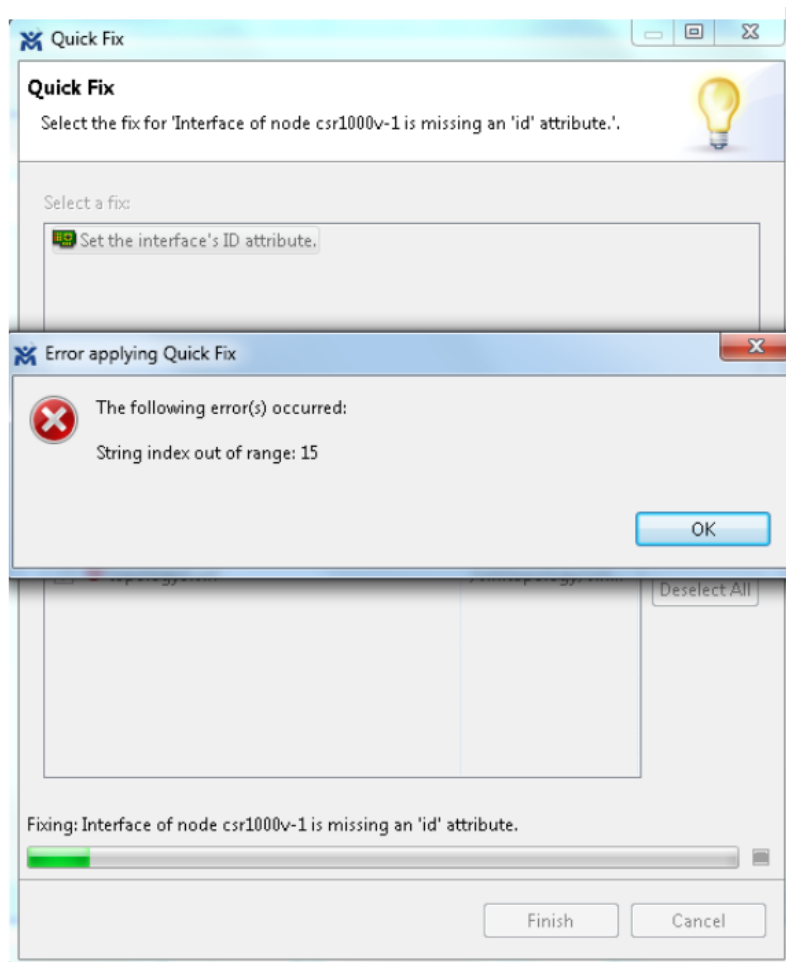 Quick Fix
Quick Fix
Select the fix for 'Interface of node csr1000v-1 is missing an 'id' attribute.'.
Select a fix:
Set the interface's ID attribute.
Error applying Quick Fix
The following error(s) occurred:
String index out of range: 15
OK
Deselect All
Fixing: Interface of node csr1000v-1 is missing an 'id' attribute.
Finish
Cancel